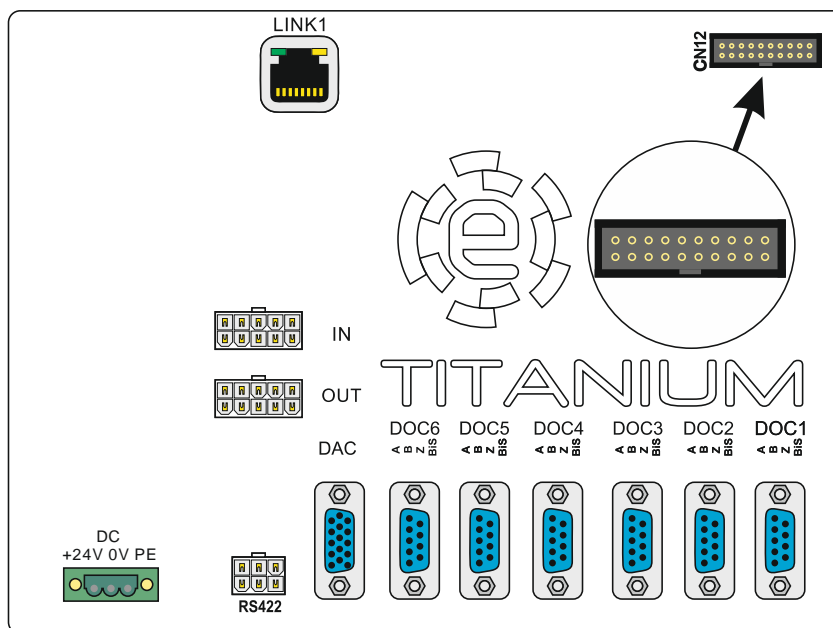 LINK1
CN12
IN
TITANIUM
OUT
DOC6 DOC5 DOC4 DOC3 DOC2 DOC1
A B Z BiS A B Z BiS A B Z BiS A B Z BiS A B Z BiS A B Z BiS
DAC
DC
+24V 0V PE
RS422